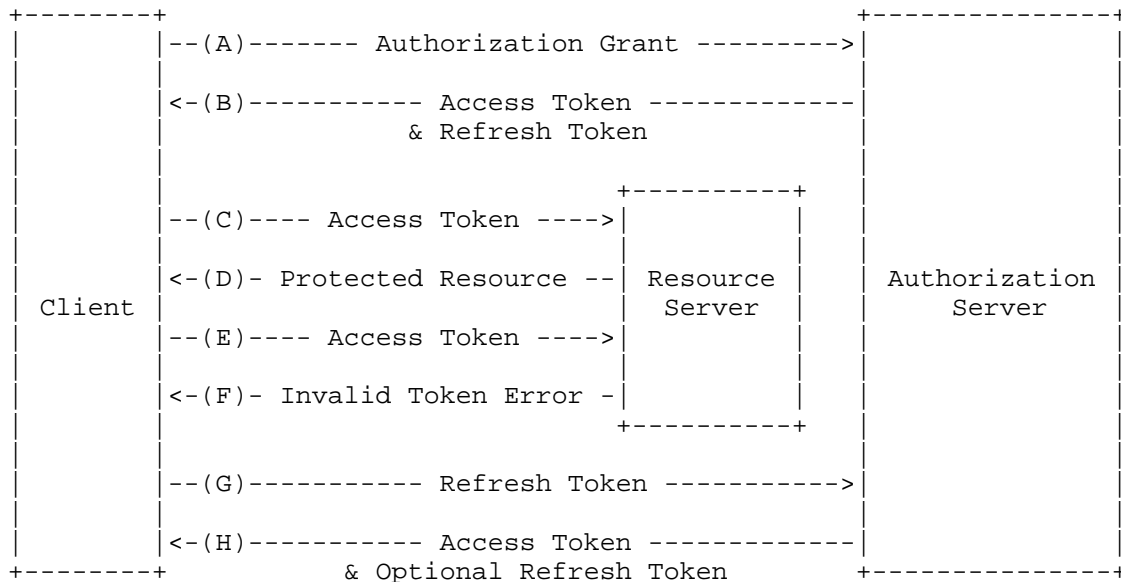 --(A)------- Authorization Grant --------->
<-(B)----------- Access Token -------------
& Refresh Token
--(C)---- Access Token ---->
<-(D)- Protected Resource --| Resource | Authorization
Client | Server | Server
--(E)---- Access Token ---->
<-(F)- Invalid Token Error -
--(G)----------- Refresh Token ----------->
<-(H)----------- Access Token -------------
& Optional Refresh Token